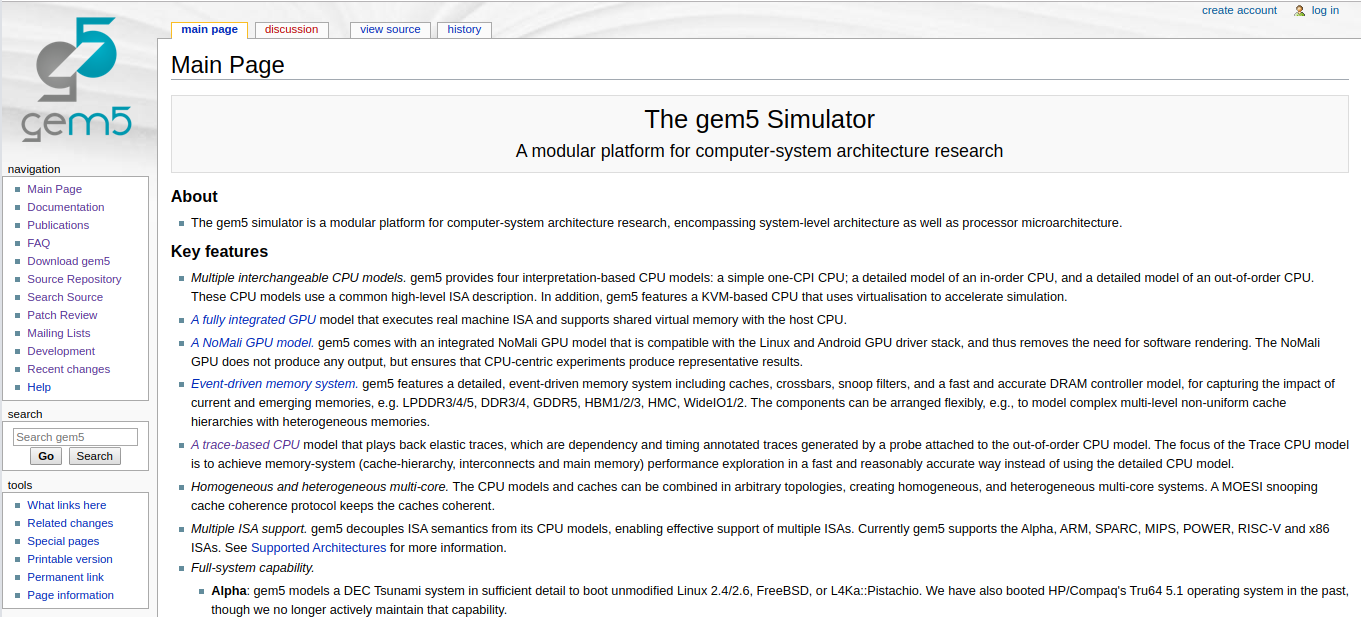 create account
log in
main page
discussion
view source
history
gem5
Main Page
The gem5 Simulator
A modular platform for computer-system architecture research
navigation
Main Page
Documentation
Publications
FAQ
Download gem5
Source Repository
Search Source
Patch Review
Mailing Lists
Development
Recent changes
Help
search
Search gem5
Go
Search
tools
What links here
Related changes
Special pages
Printable version
Permanent link
Page information
About
The gem5 simulator is a modular platform for computer-system architecture research, encompassing system-level architecture as well as processor microarchitecture.
Key features
Multiple interchangeable CPU models. gem5 provides four interpretation-based CPU models: a simple one-CPI CPU; a detailed model of an in-order CPU, and a detailed model of an out-of-order CPU.
These CPU models use a common high-level ISA description. In addition, gem5 features a KVM-based CPU that uses virtualisation to accelerate simulation.
A fully integrated GPU model that executes real machine ISA and supports shared virtual memory with the host CPU.
A NoMali GPU model. gem5 comes with an integrated NoMali GPU model that is compatible with the Linux and Android GPU driver stack, and thus removes the need for software rendering. The NoMali
GPU does not produce any output, but ensures that CPU-centric experiments produce representative results.
Event-driven memory system. gem5 features a detailed, event-driven memory system including caches, crossbars, snoop filters, and a fast and accurate DRAM controller model, for capturing the impact of
current and emerging memories, e.g. LPDDR3/4/5, DDR3/4, GDDR5, HBM1/2/3, HMC, WideIO1/2. The components can be arranged flexibly, e.g., to model complex multi-level non-uniform cache
hierarchies with heterogeneous memories.
A trace-based CPU model that plays back elastic traces, which are dependency and timing annotated traces generated by a probe attached to the out-of-order CPU model. The focus of the Trace CPU model
is to achieve memory-system (cache-hierarchy, interconnects and main memory) performance exploration in a fast and reasonably accurate way instead of using the detailed CPU model.
Homogeneous and heterogeneous multi-core. The CPU models and caches can be combined in arbitrary topologies, creating homogeneous, and heterogeneous multi-core systems. A MOESI snooping
cache coherence protocol keeps the caches coherent.
Multiple ISA support. gem5 decouples ISA semantics from its CPU models, enabling effective support of multiple ISAs. Currently gem5 supports the Alpha, ARM, SPARC, MIPS, POWER, RISC-V and x86
ISAs. See Supported Architectures for more information.
Full-system capability.
Alpha: gem5 models a DEC Tsunami system in sufficient detail to boot unmodified Linux 2.4/2.6, FreeBSD, or L4Ka::Pistachio. We have also booted HP/Compaq's Tru64 5.1 operating system in the past,
though we no longer actively maintain that capability.